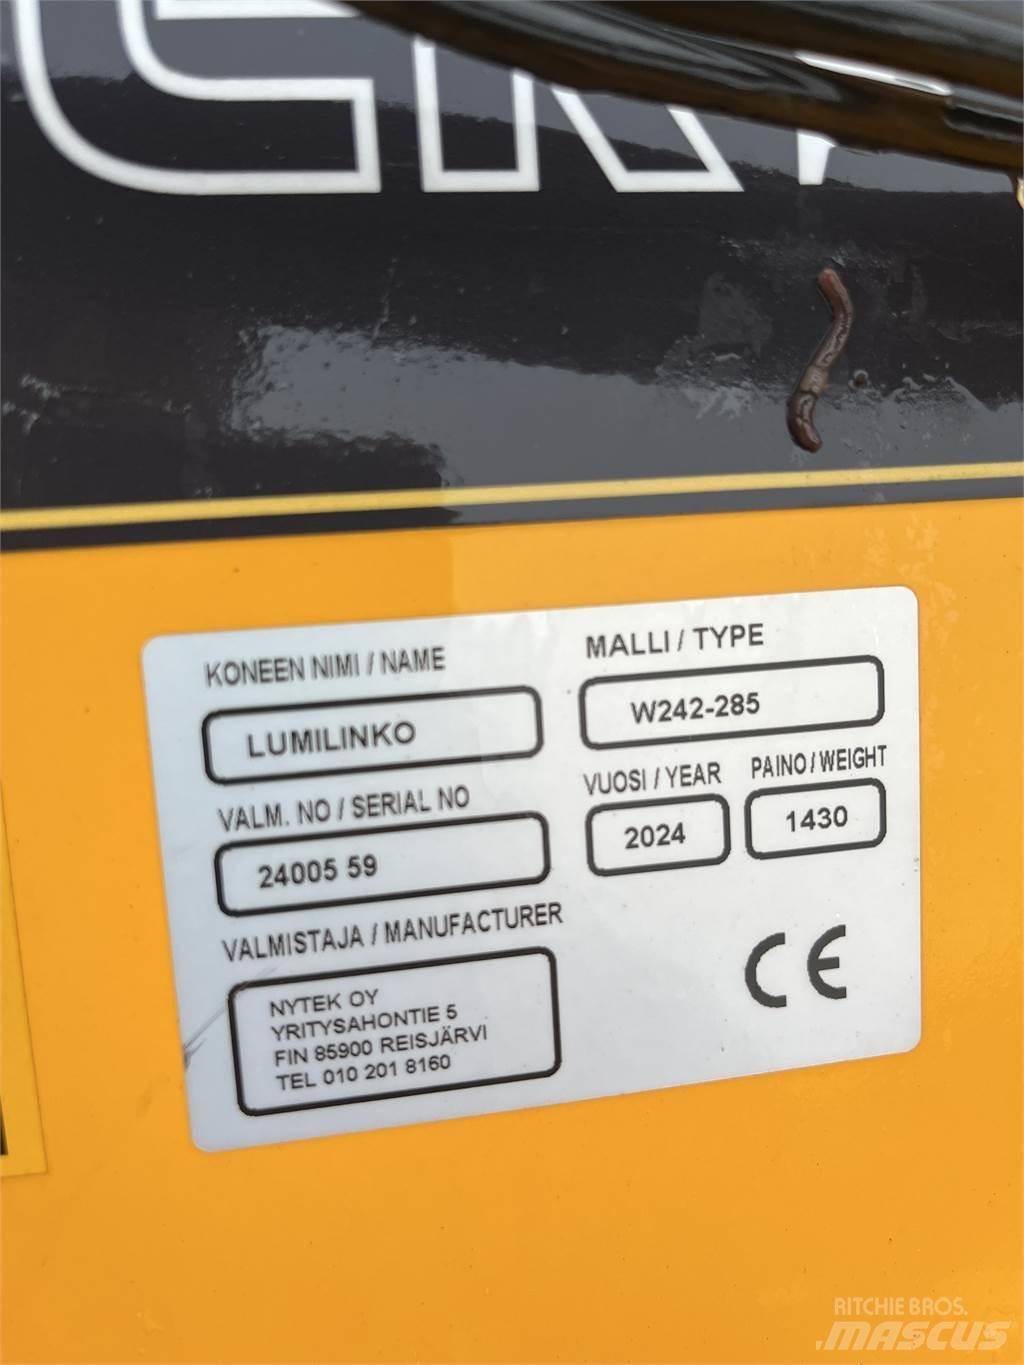 KONEEN NIMI / NAME
LUMILINKO
MALLI / TYPE
W242-285
VALM. NO / SERIAL NO
24005 59
VUOSI / YEAR
2024
PAINO / WEIGHT
1430
VALMISTAJA / MANUFACTURER
NYTEK OY
YRITYSAHONTIE 5
FIN 85900 REISJÄRVI
TEL 010 201 8160
CE
RITCHIE BROS.
MASCUS